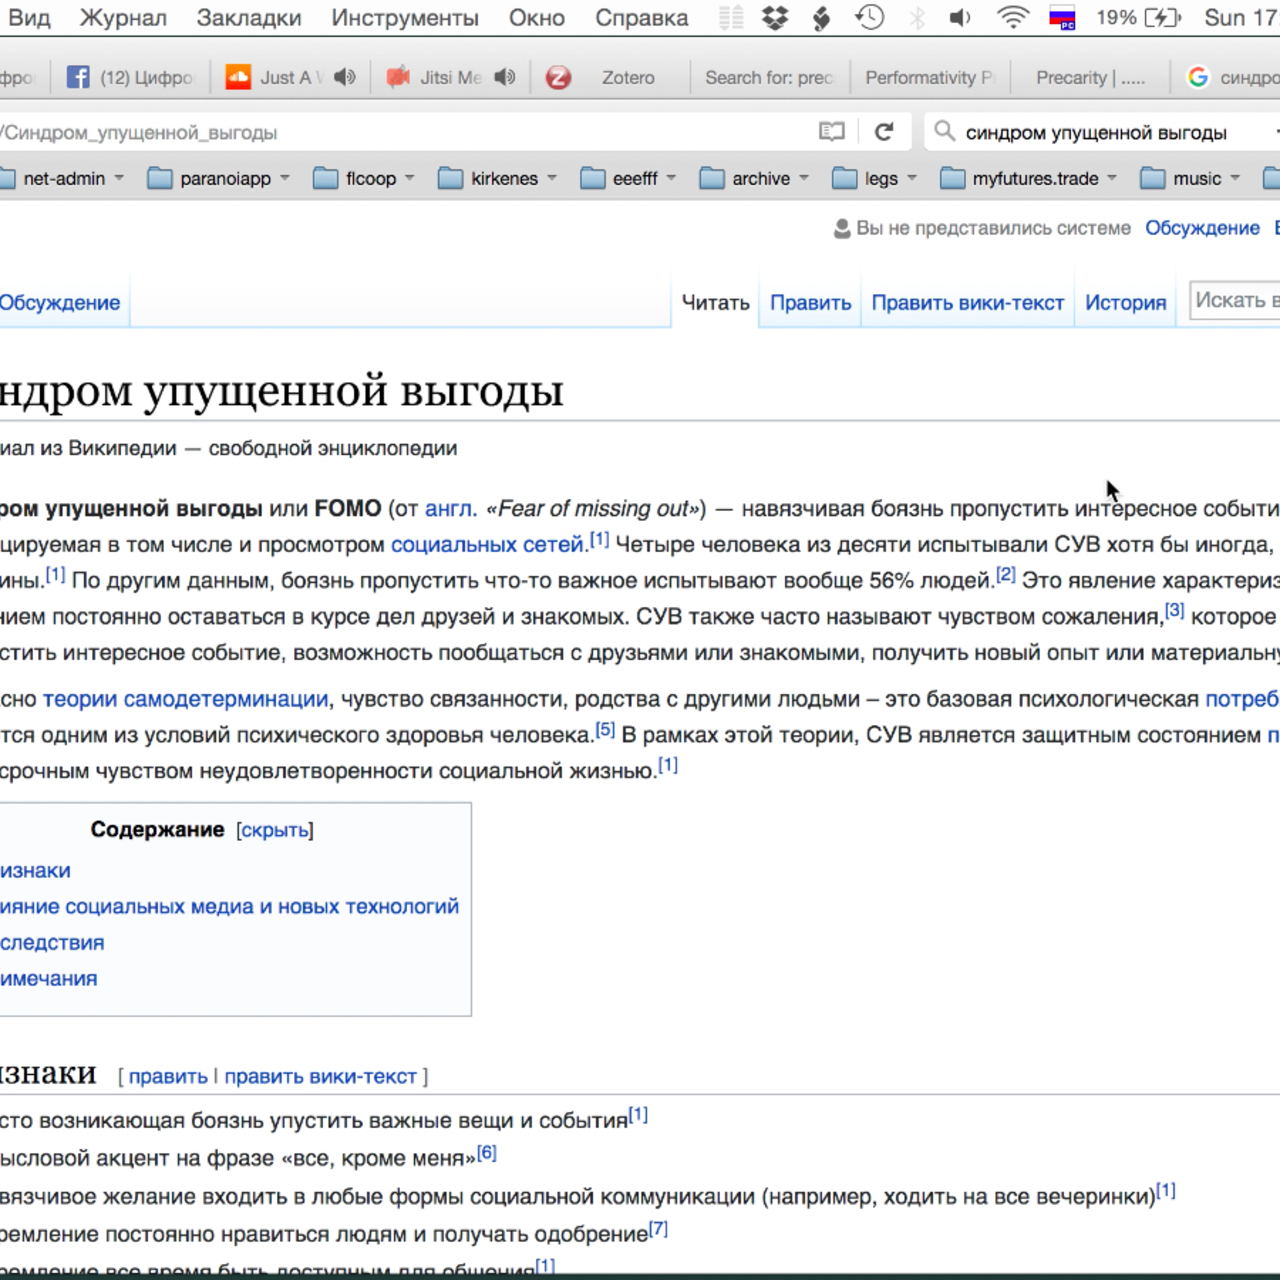 Вид Журнал Закладки Инструменты Окно Справка РС 19% Sun 17
(12) Цифро Just A Jitsi Me Zotero Search for: prec Performativity P Precarity | ..... синдро
/Синдром_упущенной_выгоды синдром упущенной выгоды
net-admin paranoiapp flcoop kirkenes eeefff archive legs myfutures.trade music
Вы не представились системе Обсуждение
Обсуждение Читать Править Править вики-текст История Искать в
ндром упущенной выгоды
иал из Википедии — свободной энциклопедии
ром упущенной выгоды или FOMO (от англ. «Fear of missing out») — навязчивая боязнь пропустить интересное событи
цируемая в том числе и просмотром социальных сетей.[1] Четыре человека из десяти испытывали СУВ хотя бы иногда,
ины.[1] По другим данным, боязнь пропустить что-то важное испытывают вообще 56% людей.[2] Это явление характериз
нием постоянно оставаться в курсе дел друзей и знакомых. СУВ также часто называют чувством сожаления,[3] которое
стить интересное событие, возможность пообщаться с друзьями или знакомыми, получить новый опыт или материальну
сно теории самодетерминации, чувство связанности, родства с другими людьми – это базовая психологическая потреб
тся одним из условий психического здоровья человека.[5] В рамках этой теории, СУВ является защитным состоянием п
срочным чувством неудовлетворенности социальной жизнью.[1]
Содержание [скрыть]
изнаки
ияние социальных медиа и новых технологий
следствия
имечания
изнаки [ править | править вики-текст ]
сто возникающая боязнь упустить важные вещи и события[1]
ысловой акцент на фразе «все, кроме меня»[6]
вязчивое желание входить в любые формы социальной коммуникации (например, ходить на все вечеринки)[1]
ремление постоянно нравиться людям и получать одобрение[7]
ремление все время быть доступным для общения[1]